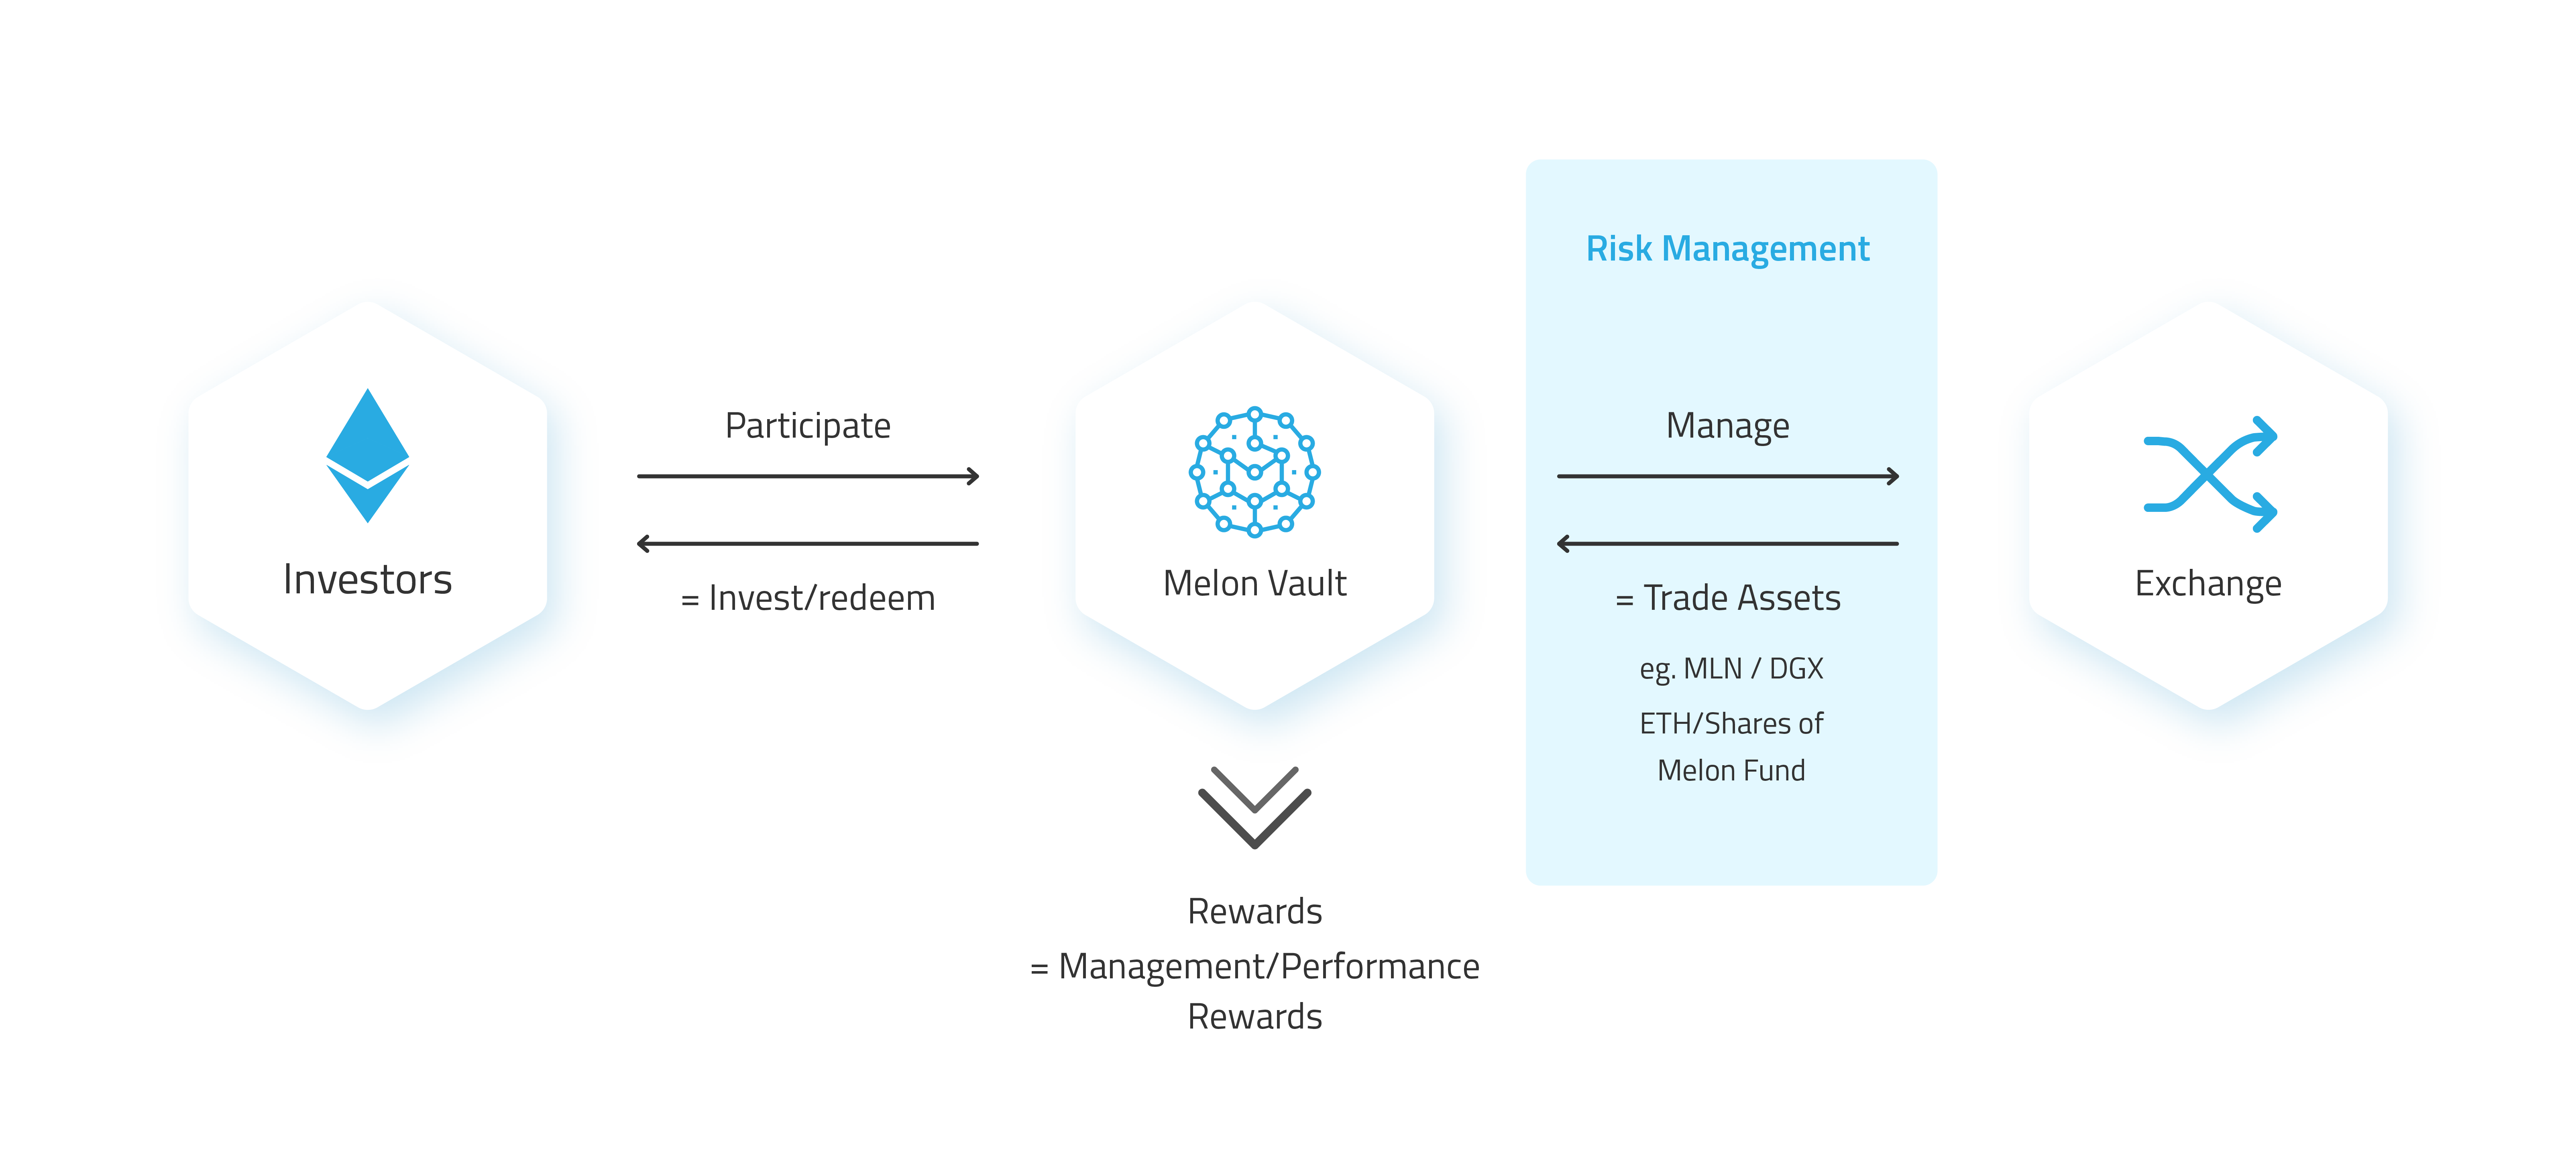 Risk Management
Participate
Manage
Investors
= Invest/redeem
Melon Vault
= Trade Assets
Exchange
eg. MLN / DGX
ETH/Shares of
Melon Fund
Rewards
= Management/Performance
Rewards